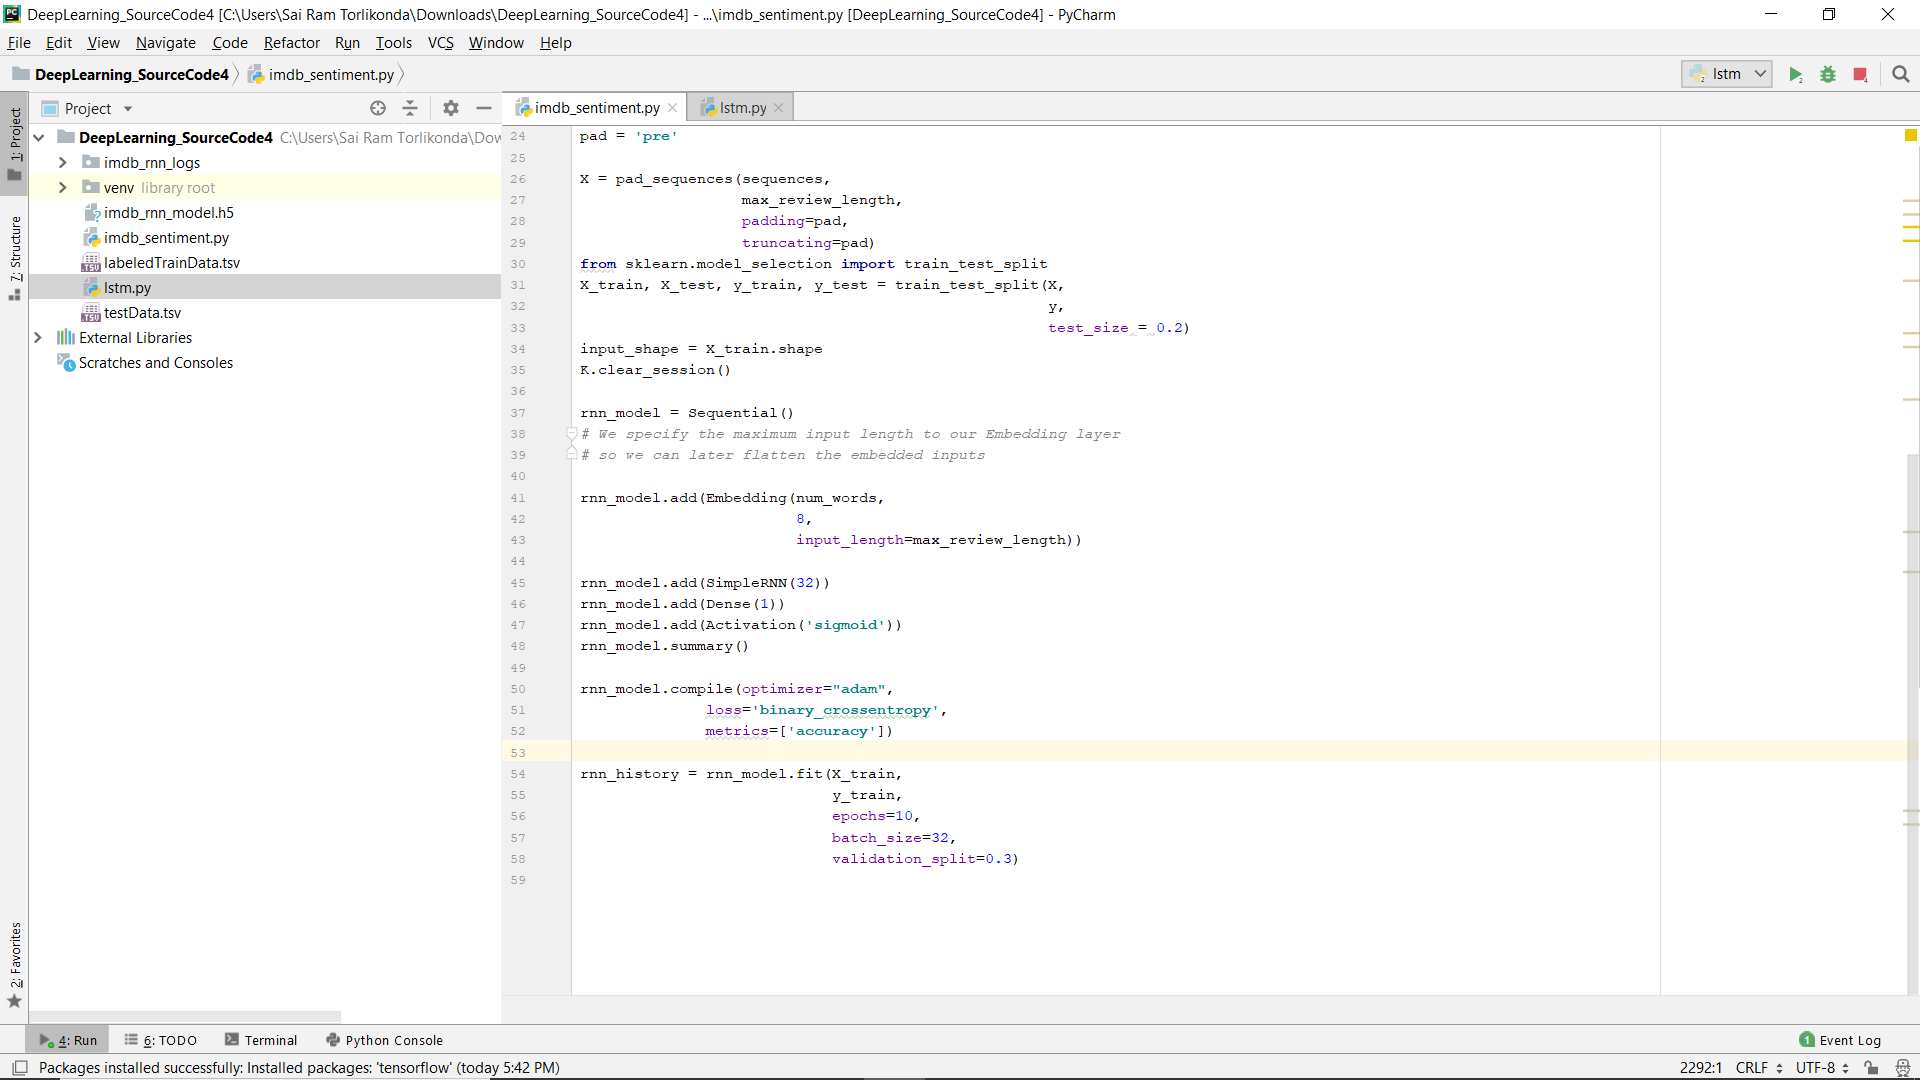 DeepLearning_SourceCode4 [C:\Users\Sai Ram Torlikonda\Downloads\DeepLearning_SourceCode4] - ...\imdb_sentiment.py [DeepLearning_SourceCode4] - PyCharm
File Edit View Navigate Code Refactor Run Tools VCS Window Help
DeepLearning_SourceCode4 imdb_sentiment.py lstm
1: Project
7: Structure
2: Favorites
Project
DeepLearning_SourceCode4 C:\Users\Sai Ram Torlikonda\Dow
imdb_rnn_logs
venv library root
imdb_rnn_model.h5
imdb_sentiment.py
labeledTrainData.tsv
lstm.py
testData.tsv
External Libraries
Scratches and Consoles
imdb_sentiment.py lstm.py
24 pad = 'pre'
25
26 X = pad_sequences(sequences,
27 max_review_length,
28 padding=pad,
29 truncating=pad)
30 from sklearn.model_selection import train_test_split
31 X_train, X_test, y_train, y_test = train_test_split(X,
32 y,
33 test_size = 0.2)
34 input_shape = X_train.shape
35 K.clear_session()
36
37 rnn_model = Sequential()
38 # We specify the maximum input length to our Embedding layer
39 # so we can later flatten the embedded inputs
40
41 rnn_model.add(Embedding(num_words,
42 8,
43 input_length=max_review_length))
44
45 rnn_model.add(SimpleRNN(32))
46 rnn_model.add(Dense(1))
47 rnn_model.add(Activation('sigmoid'))
48 rnn_model.summary()
49
50 rnn_model.compile(optimizer="adam",
51 loss='binary_crossentropy',
52 metrics=['accuracy'])
53
54 rnn_history = rnn_model.fit(X_train,
55 y_train,
56 epochs=10,
57 batch_size=32,
58 validation_split=0.3)
59
4: Run 6: TODO Terminal Python Console 1 Event Log
Packages installed successfully: Installed packages: 'tensorflow' (today 5:42 PM) 2292:1 CRLF UTF-8